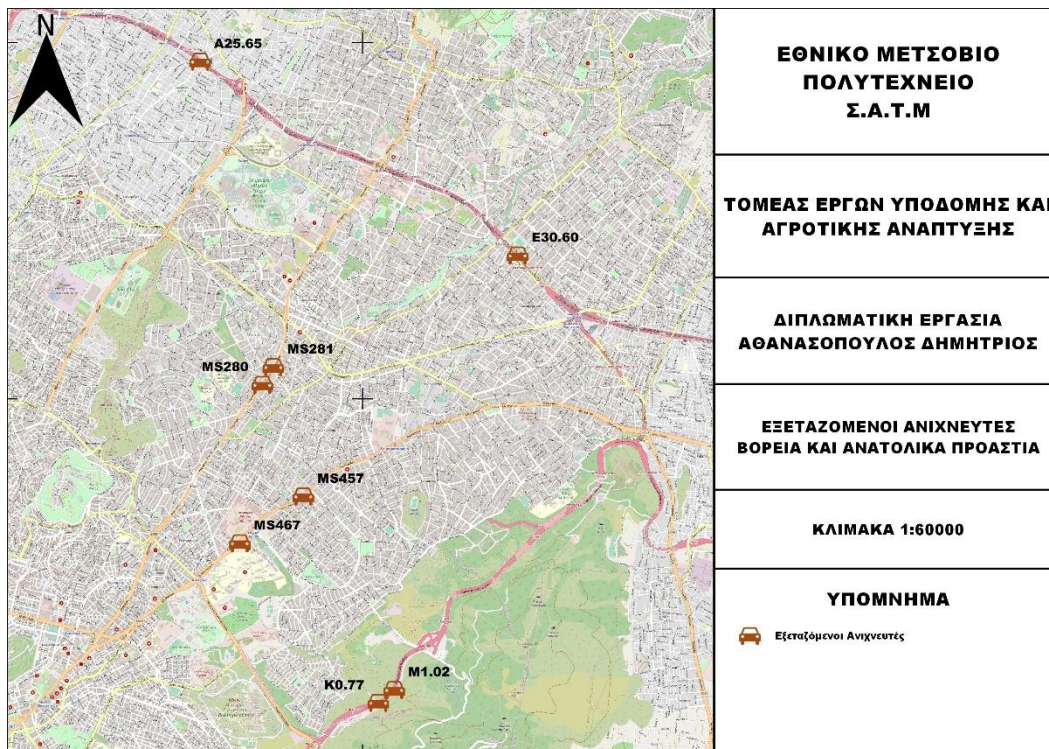 N
A25.65
E30.60
MS281
MS280
MS457
MS467
M1.02
K0.77
ΕΘΝΙΚΟ ΜΕΤΣΟΒΙΟ
ΠΟΛΥΤΕΧΝΕΙΟ
Σ.Α.Τ.Μ
ΤΟΜΕΑΣ ΕΡΓΩΝ ΥΠΟΔΟΜΗΣ ΚΑΙ
ΑΓΡΟΤΙΚΗΣ ΑΝΑΠΤΥΞΗΣ
ΔΙΠΛΩΜΑΤΙΚΗ ΕΡΓΑΣΙΑ
ΑΘΑΝΑΣΟΠΟΥΛΟΣ ΔΗΜΗΤΡΙΟΣ
ΕΞΕΤΑΖΟΜΕΝΟΙ ΑΝΙΧΝΕΥΤΕΣ
ΒΟΡΕΙΑ ΚΑΙ ΑΝΑΤΟΛΙΚΑ ΠΡΟΑΣΤΙΑ
ΚΛΙΜΑΚΑ 1:60000
ΥΠΟΜΝΗΜΑ
Εξεταζόμενοι Ανιχνευτές